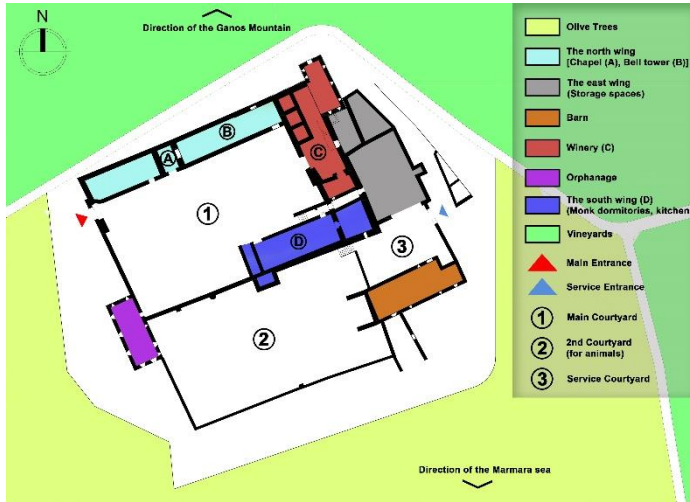 Direction of the Ganos Mountain
N
Olive Trees
The north wing
[Chapel (A), Bell tower (B)]
The east wing
(Storage spaces)
Barn
Winery (C)
Orphanage
The south wing (D)
(Monk dormitories, kitchen
Vineyards
Main Entrance
Service Entrance
1 Main Courtyard
2 2nd Courtyard
(for animals)
3 Service Courtyard
B
A
C
1
D
3
2
Direction of the Marmara sea